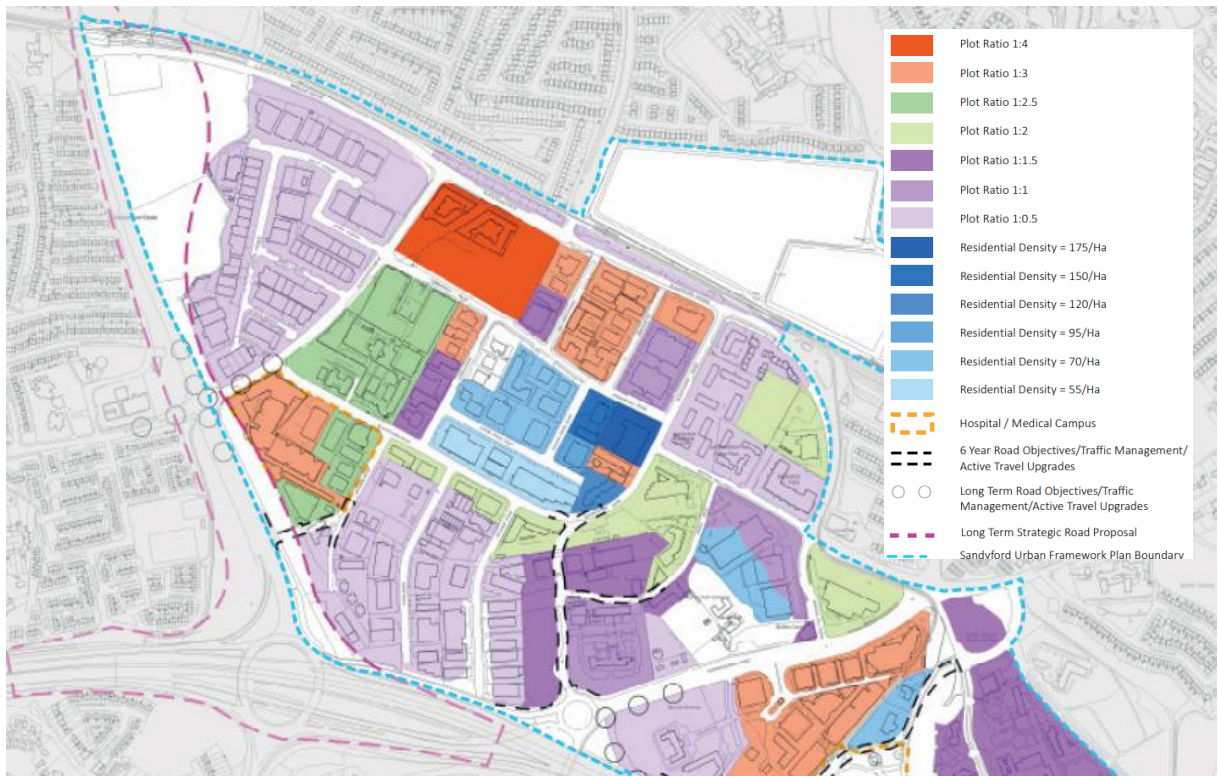 Plot Ratio 1:4
Plot Ratio 1:3
Plot Ratio 1:2.5
Plot Ratio 1:2
Plot Ratio 1:1.5
Plot Ratio 1:1
Plot Ratio 1:0.5
Residential Density = 175/Ha
Residential Density = 150/Ha
Residential Density = 120/Ha
Residential Density = 95/Ha
Residential Density = 70/Ha
Residential Density = 55/Ha
Hospital / Medical Campus
6 Year Road Objectives/Traffic Management/
Active Travel Upgrades
Long Term Road Objectives/Traffic
Management/Active Travel Upgrades
Long Term Strategic Road Proposal
Sandyford Urban Framework Plan Boundary